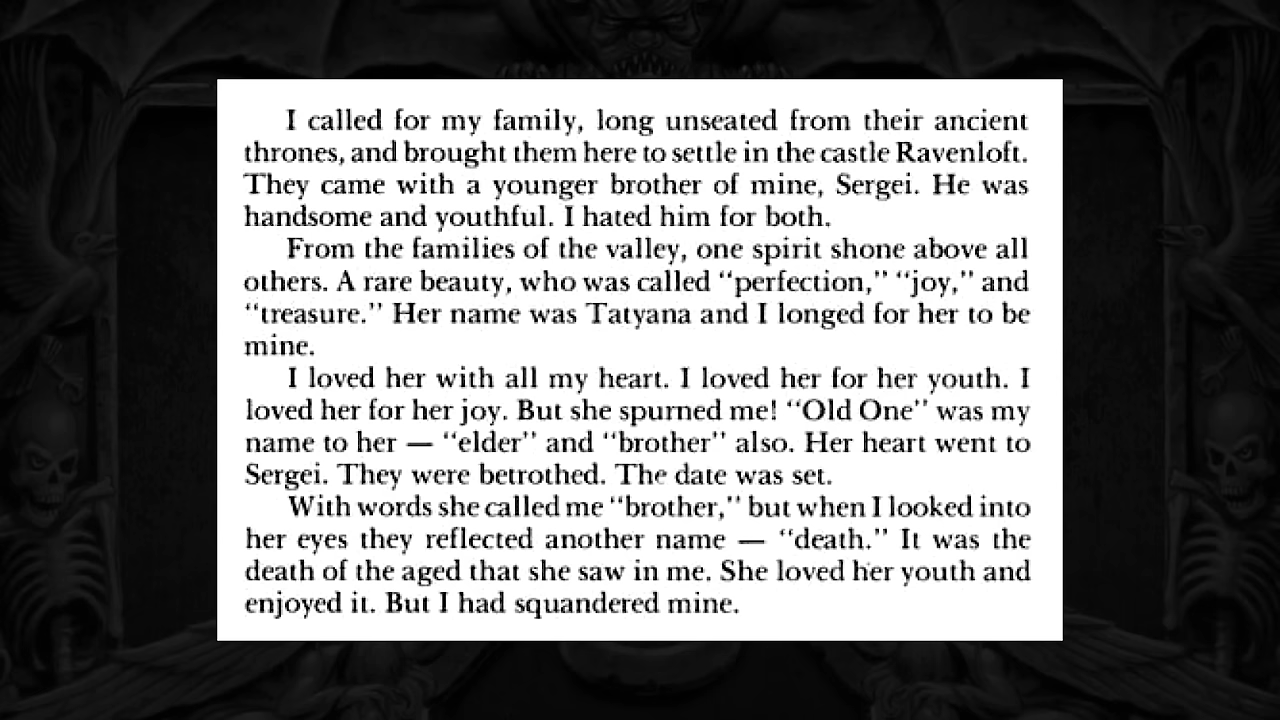 I called for my family, long unseated from their ancient
thrones, and brought them here to settle in the castle Ravenloft.
They came with a younger brother of mine, Sergei. He was
handsome and youthful. I hated him for both.
From the families of the valley, one spirit shone above all
others. A rare beauty, who was called “perfection,” “joy,” and
“treasure.” Her name was Tatyana and I longed for her to be
mine.
I loved her with all my heart. I loved her for her youth. I
loved her for her joy. But she spurned me! “Old One” was my
name to her — “elder” and “brother” also. Her heart went to
Sergei. They were betrothed. The date was set.
With words she called me “brother,” but when I looked into
her eyes they reflected another name — “death.” It was the
death of the aged that she saw in me. She loved her youth and
enjoyed it. But I had squandered mine.